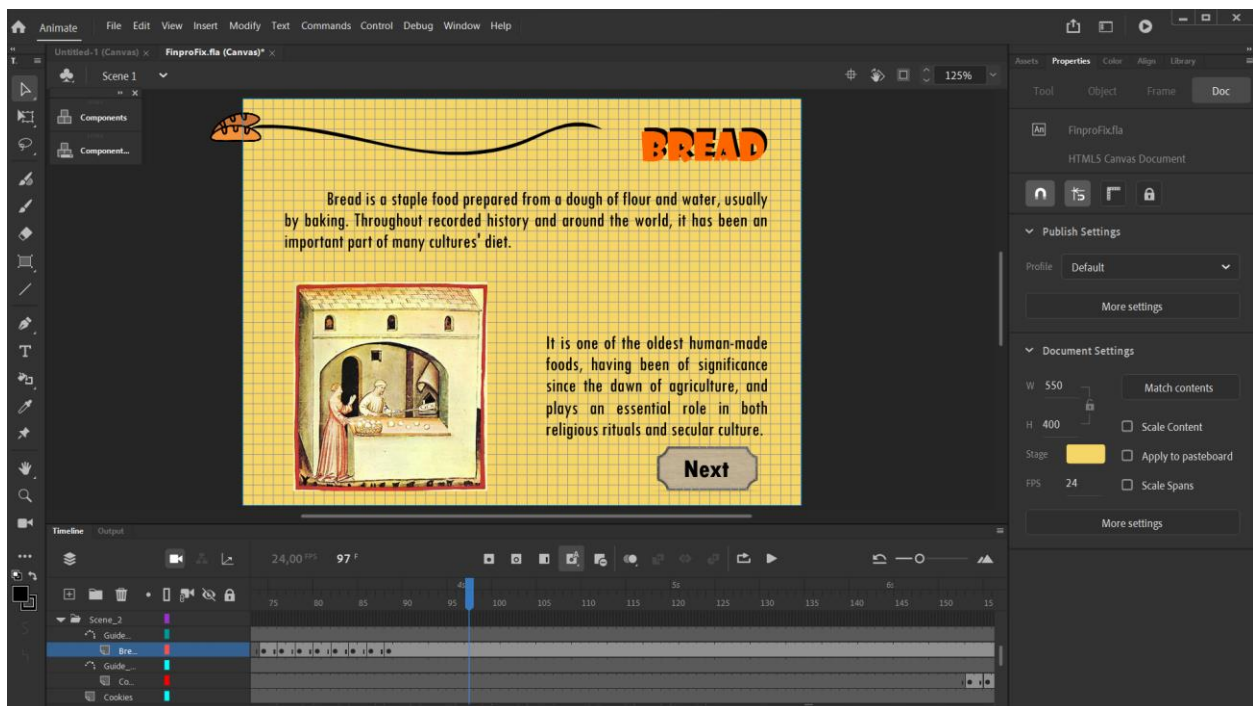 Animate File Edit View Insert Modify Text Commands Control Debug Window Help
Untitled-1 (Canvas) × FinproFix.fla (Canvas)* ×
T.
Scene 1
125%
Components
Component...
BREAD
Bread is a staple food prepared from a dough of flour and water, usually
by baking. Throughout recorded history and around the world, it has been an
important part of many cultures' diet.
It is one of the oldest human-made
foods, having been of significance
since the dawn of agriculture, and
plays an essential role in both
religious rituals and secular culture.
Next
Assets Properties Color Align Library
Tool Object Frame Doc
An FinproFix.fla
HTML5 Canvas Document
Publish Settings
Profile Default
More settings
Document Settings
W 550
Match contents
H 400
Scale Content
Stage
Apply to pasteboard
FPS 24
Scale Spans
More settings
Timeline Output
24,00 FPS 97 F
4s 5s 6s
75 80 85 90 95 100 105 110 115 120 125 130 135 140 145 150 15
Scene_2
Guide...
Bre...
Guide_...
Co...
Cookies